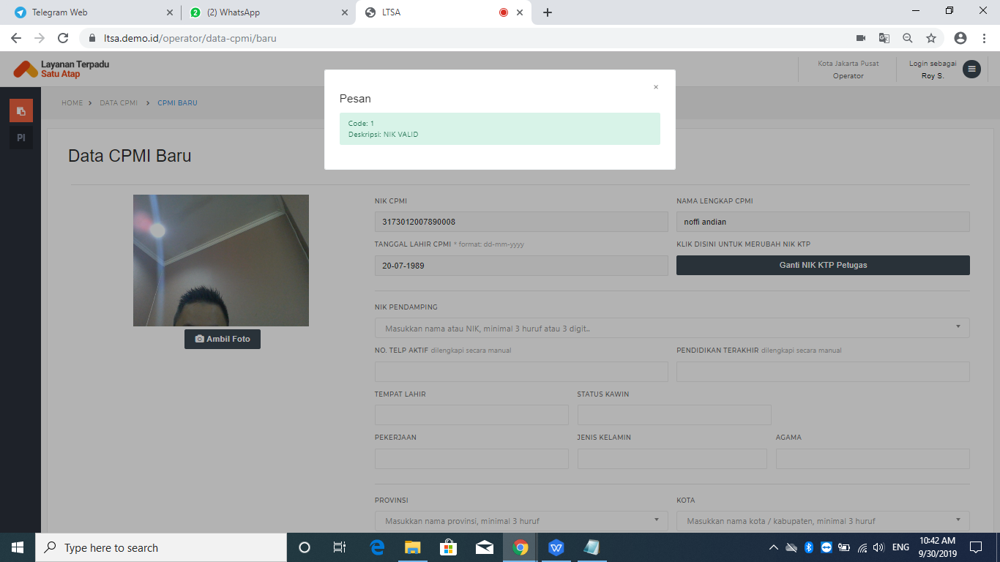 Telegram Web
2
(2) WhatsApp
LTSA
ltsa.demo.id/operator/data-cpmi/baru
Layanan Terpadu
Satu Atap
Kota Jakarta Pusat
Operator
Login sebagai
Roy S.
HOME > DATA CPMI > CPMI BARU
PI
×
Pesan
Code: 1
Deskripsi: NIK VALID
Data CPMI Baru
Ambil Foto
NIK CPMI
NAMA LENGKAP CPMI
3173012007890008
noffi andian
TANGGAL LAHIR CPMI * format: dd-mm-yyyy
KLIK DISINI UNTUK MERUBAH NIK KTP
20-07-1989
Ganti NIK KTP Petugas
NIK PENDAMPING
Masukkan nama atau NIK, minimal 3 huruf atau 3 digit..
NO. TELP AKTIF dilengkapi secara manual
PENDIDIKAN TERAKHIR dilengkapi secara manual
TEMPAT LAHIR
STATUS KAWIN
PEKERJAAN
JENIS KELAMIN
AGAMA
PROVINSI
KOTA
Masukkan nama provinsi, minimal 3 huruf
Masukkan nama kota / kabupaten, minimal 3 huruf
Type here to search
ENG
10:42 AM
9/30/2019